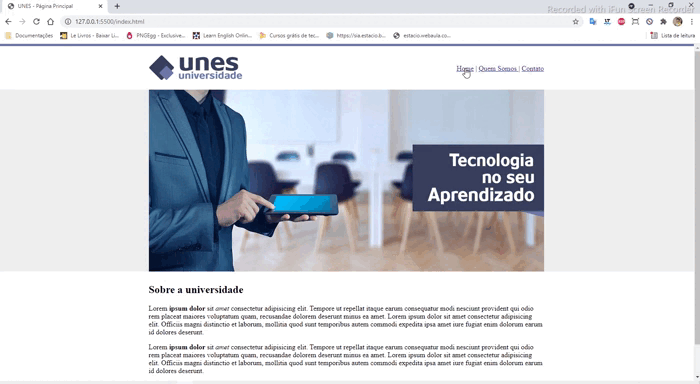 UNES - Página Principal
Recorded with iFun Screen Recorder
127.0.0.1:5500/index.html
Documentações
Le Livros - Baixar Li...
PNGEgg - Exclusive...
Learn English Onlin...
Cursos grátis de tec...
https://sia.estacio.b...
estacio.webaula.co...
Lista de leitura
unes
universidade
Home | Quem Somos | Contato
Tecnologia
no seu
Aprendizado
Sobre a universidade
Lorem ipsum dolor sit amet consectetur adipisicing elit. Tempore ut repellat itaque earum consequatur modi nesciunt provident qui odio
rem placeat maiores voluptatum quam, recusandae dolorem deserunt minus ea amet. Lorem ipsum dolor sit amet consectetur adipisicing
elit. Officiis magni distinctio et laborum, mollitia quod sunt temporibus autem commodi expedita ipsa amet iure fugiat enim dolorum earum
id dolores deserunt.
Lorem ipsum dolor sit amet consectetur adipisicing elit. Tempore ut repellat itaque earum consequatur modi nesciunt provident qui odio
rem placeat maiores voluptatum quam, recusandae dolorem deserunt minus ea amet. Lorem ipsum dolor sit amet consectetur adipisicing
elit. Officiis magni distinctio et laborum, mollitia quod sunt temporibus autem commodi expedita ipsa amet iure fugiat enim dolorum earum
id dolores deserunt.